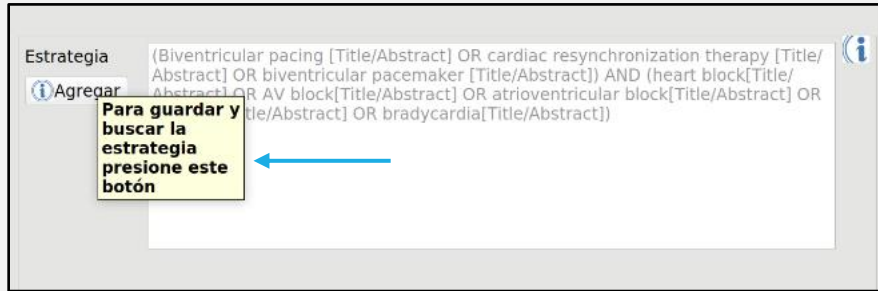 Estrategia
(Biventricular pacing [Title/Abstract] OR cardiac resynchronization therapy [Title/
Abstract] OR biventricular pacemaker [Title/Abstract]) AND (heart block[Title/
Abstract] OR AV block[Title/Abstract] OR atrioventricular block[Title/Abstract] OR
tle/Abstract] OR bradycardia[Title/Abstract])
Agregar
Para guardar y
buscar la
estrategia
presione este
botón